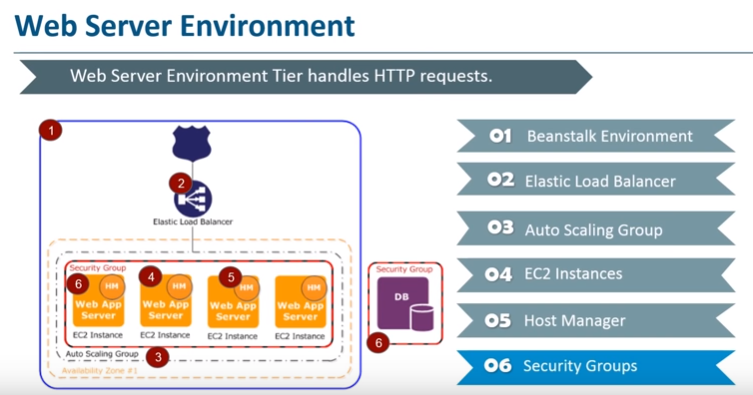 Web Server Environment
Web Server Environment Tier handles HTTP requests.
1
2
Elastic Load Balancer
Security Group
6
4
5
HM
HM
HM
HM
Web App
Server
Web App
Server
Web App
Server
Web App
Server
EC2 Instance
EC2 Instance
EC2 Instance
EC2 Instance
Auto Scaling Group
3
Availability Zone #1
Security Group
DB
6
01 Beanstalk Environment
02 Elastic Load Balancer
03 Auto Scaling Group
04 EC2 Instances
05 Host Manager
06 Security Groups